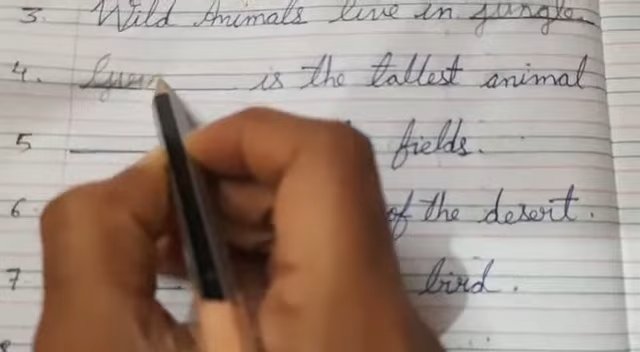 3. Wild Animals live in jungle.
4. is the tallest animal
5 fields.
6 of the desert.
7 bird.